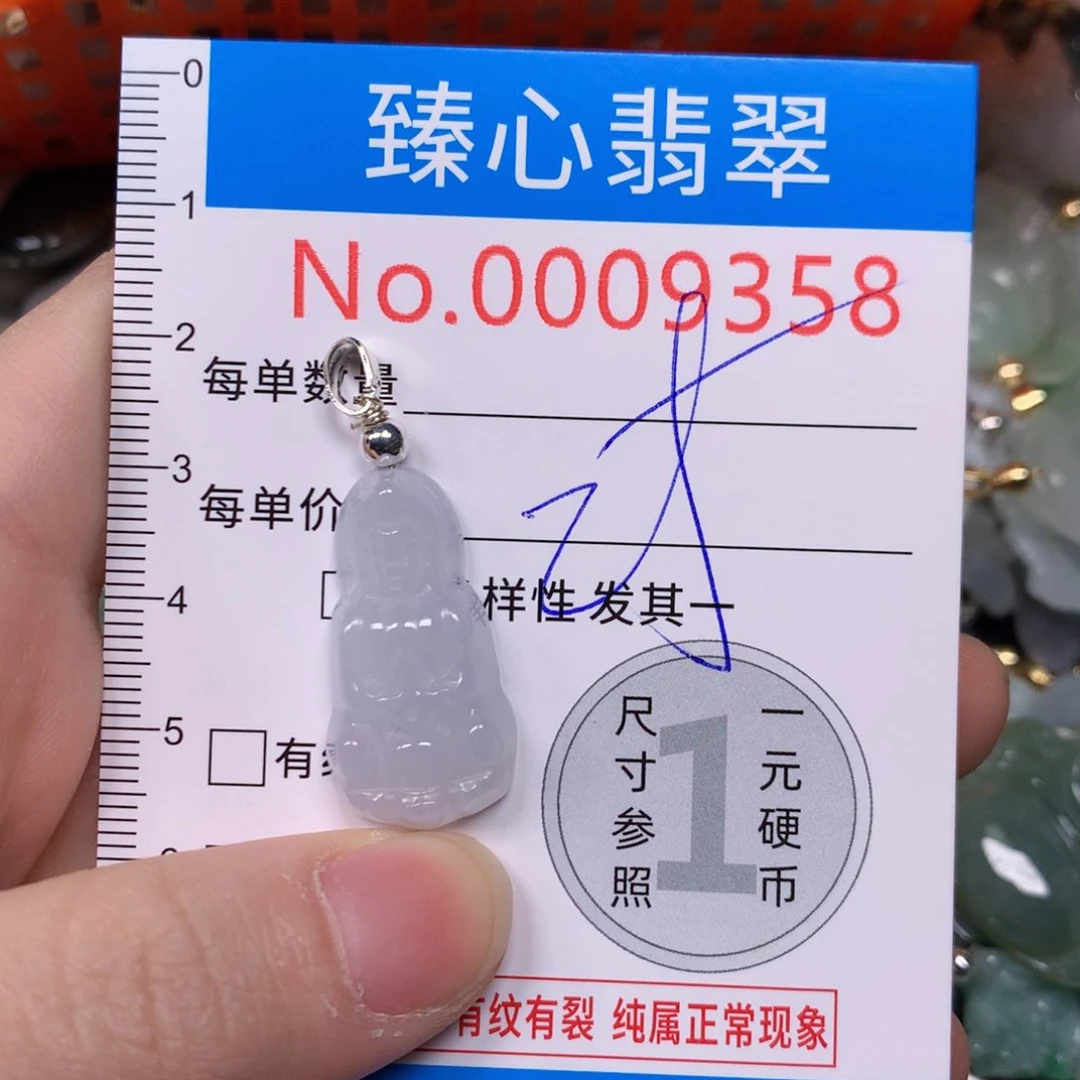 臻心翡翠
No.0009358
0
1
2
3
4
5
每单数量
每单价
样性 发其一
有
尺寸参照
1
一元硬币
有纹有裂 纯属正常现象